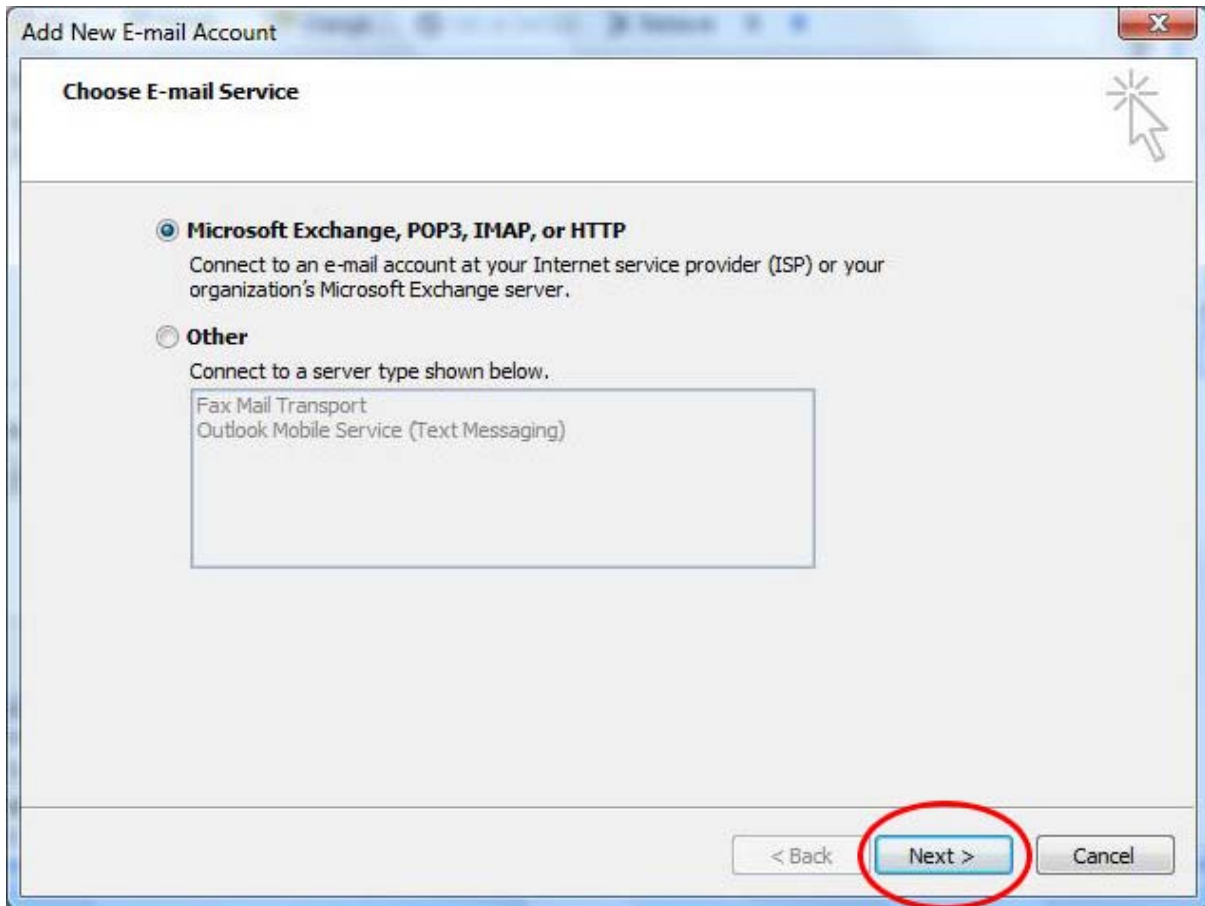 Add New E-mail Account
Choose E-mail Service
Microsoft Exchange, POP3, IMAP, or HTTP
Connect to an e-mail account at your Internet service provider (ISP) or your
organization's Microsoft Exchange server.
Other
Connect to a server type shown below.
Fax Mail Transport
Outlook Mobile Service (Text Messaging)
< Back Next > Cancel